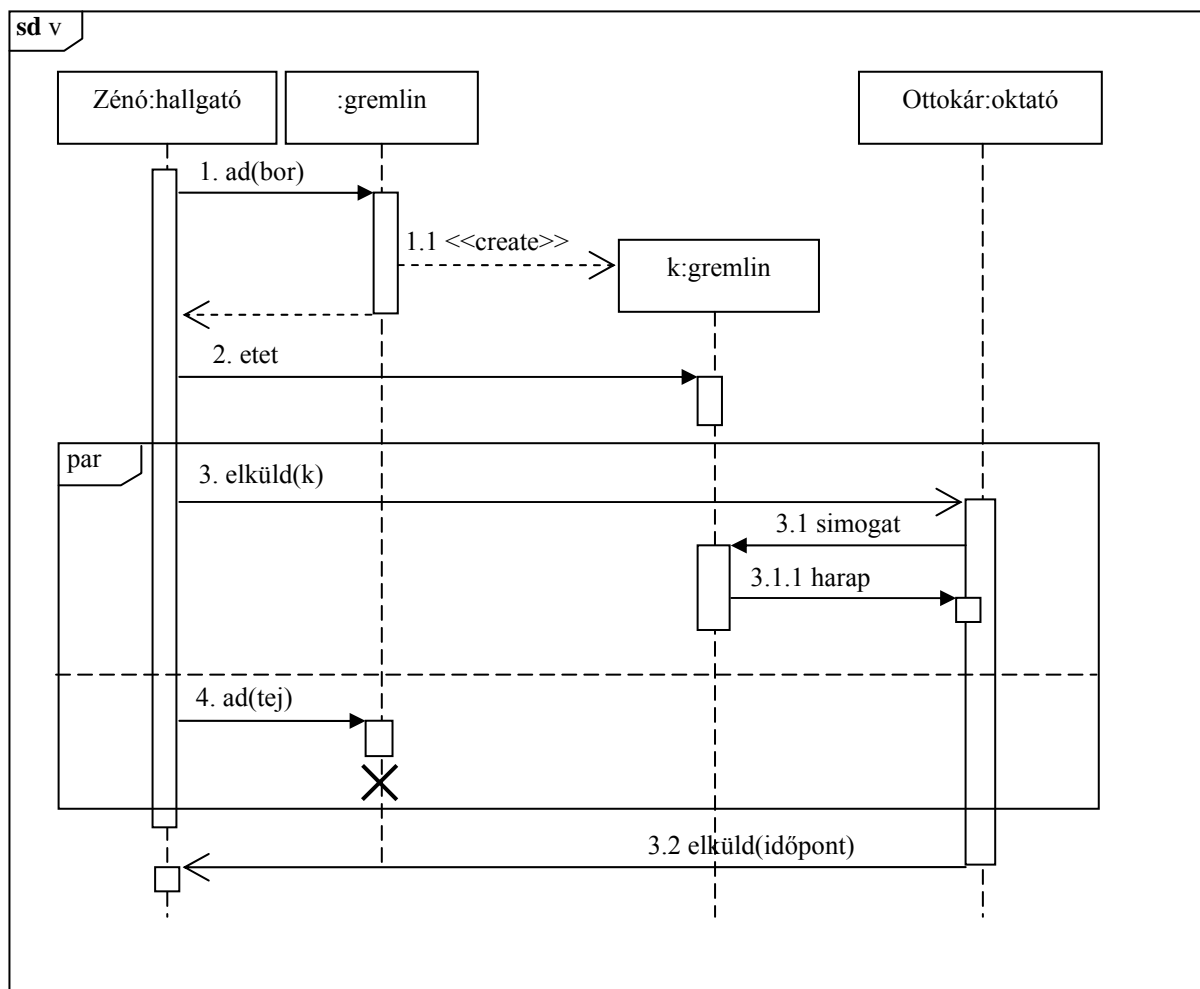 sd v
Zénó:hallgató
:gremlin
Ottokár:oktató
1. ad(bor)
1.1 <<create>>
k:gremlin
2. etet
par
3. elküld(k)
3.1 simogat
3.1.1 harap
4. ad(tej)
3.2 elküld(időpont)